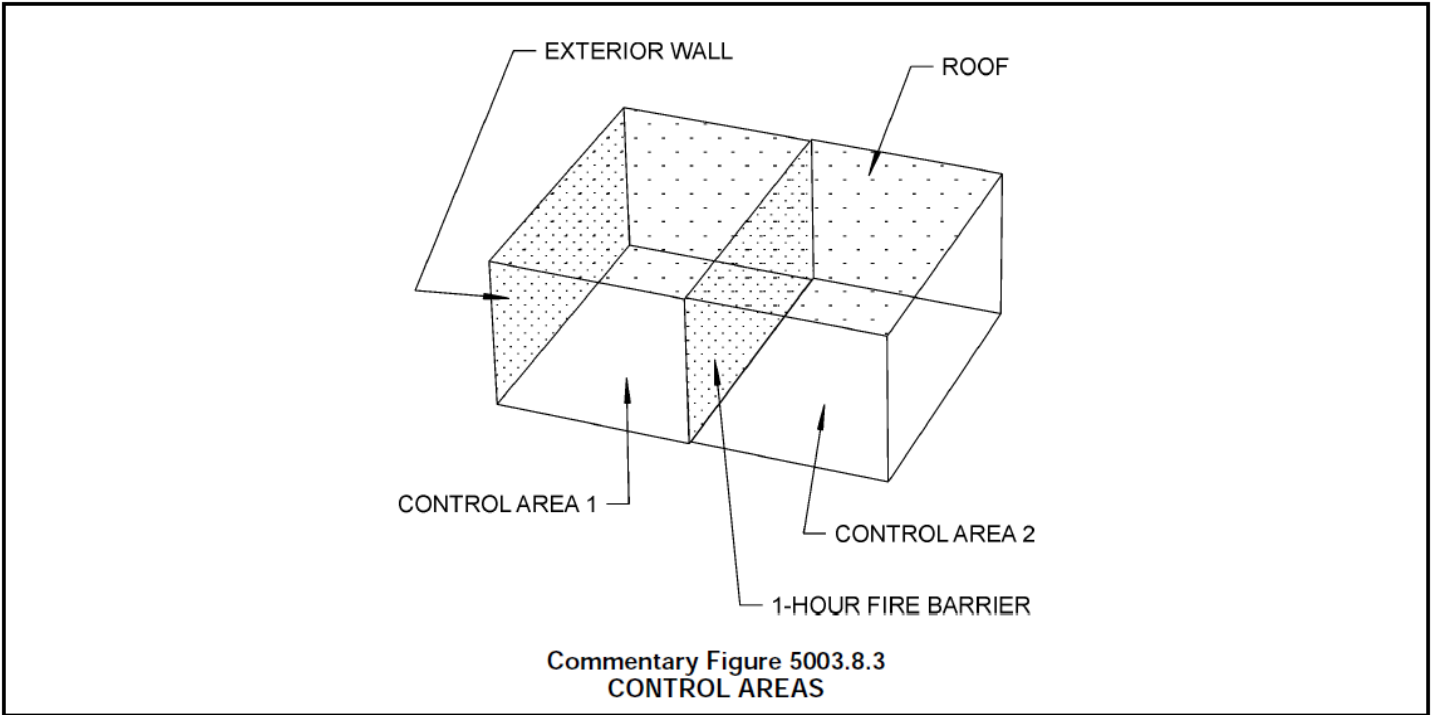 EXTERIOR WALL
ROOF
CONTROL AREA 1
CONTROL AREA 2
1-HOUR FIRE BARRIER
Commentary Figure 5003.8.3
CONTROL AREAS